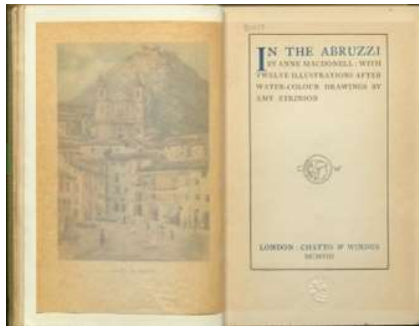 IN THE ABRUZZI
BY ANNE MACDONELL : WITH
TWELVE ILLUSTRATIONS AFTER
WATER-COLOUR DRAWINGS BY
AMY ATKINSON
LONDON : CHATTO & WINDUS
MCMVIII